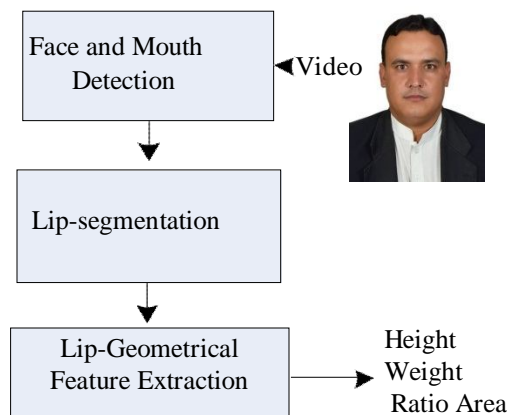 Face and Mouth
Detection
Video
Lip-segmentation
Lip-Geometrical
Feature Extraction
Height
Weight
Ratio Area